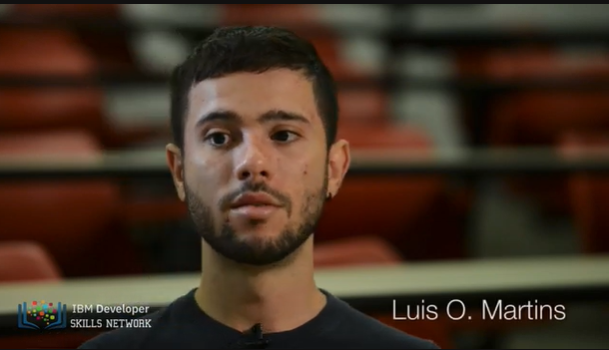 IBM Developer
SKILLS NETWORK
Luis O. Martins